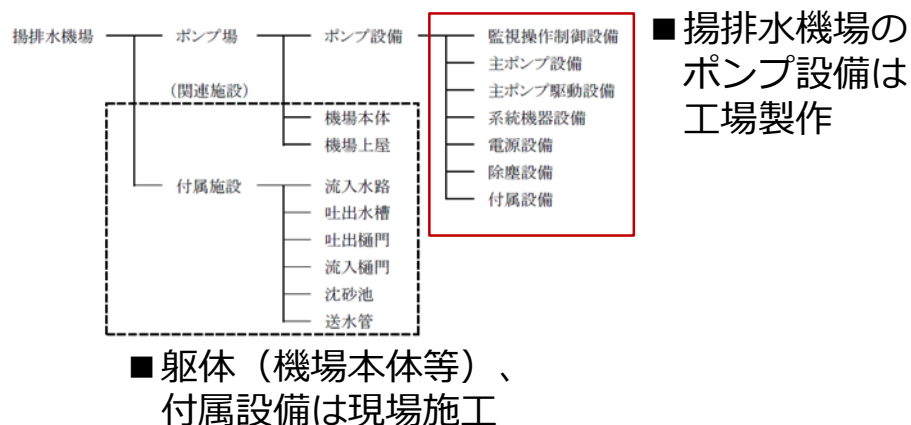 揚排水機場 ポンプ場 ポンプ設備 監視操作制御設備
主ポンプ設備
(関連施設) 主ポンプ駆動設備
機場本体 系統機器設備
機場上屋 電源設備
除塵設備
付属施設 流入水路 付属設備
吐出水槽
吐出樋門
流入樋門
沈砂池
送水管
■揚排水機場の
ポンプ設備は
工場製作
■躯体（機場本体等）、
付属設備は現場施工